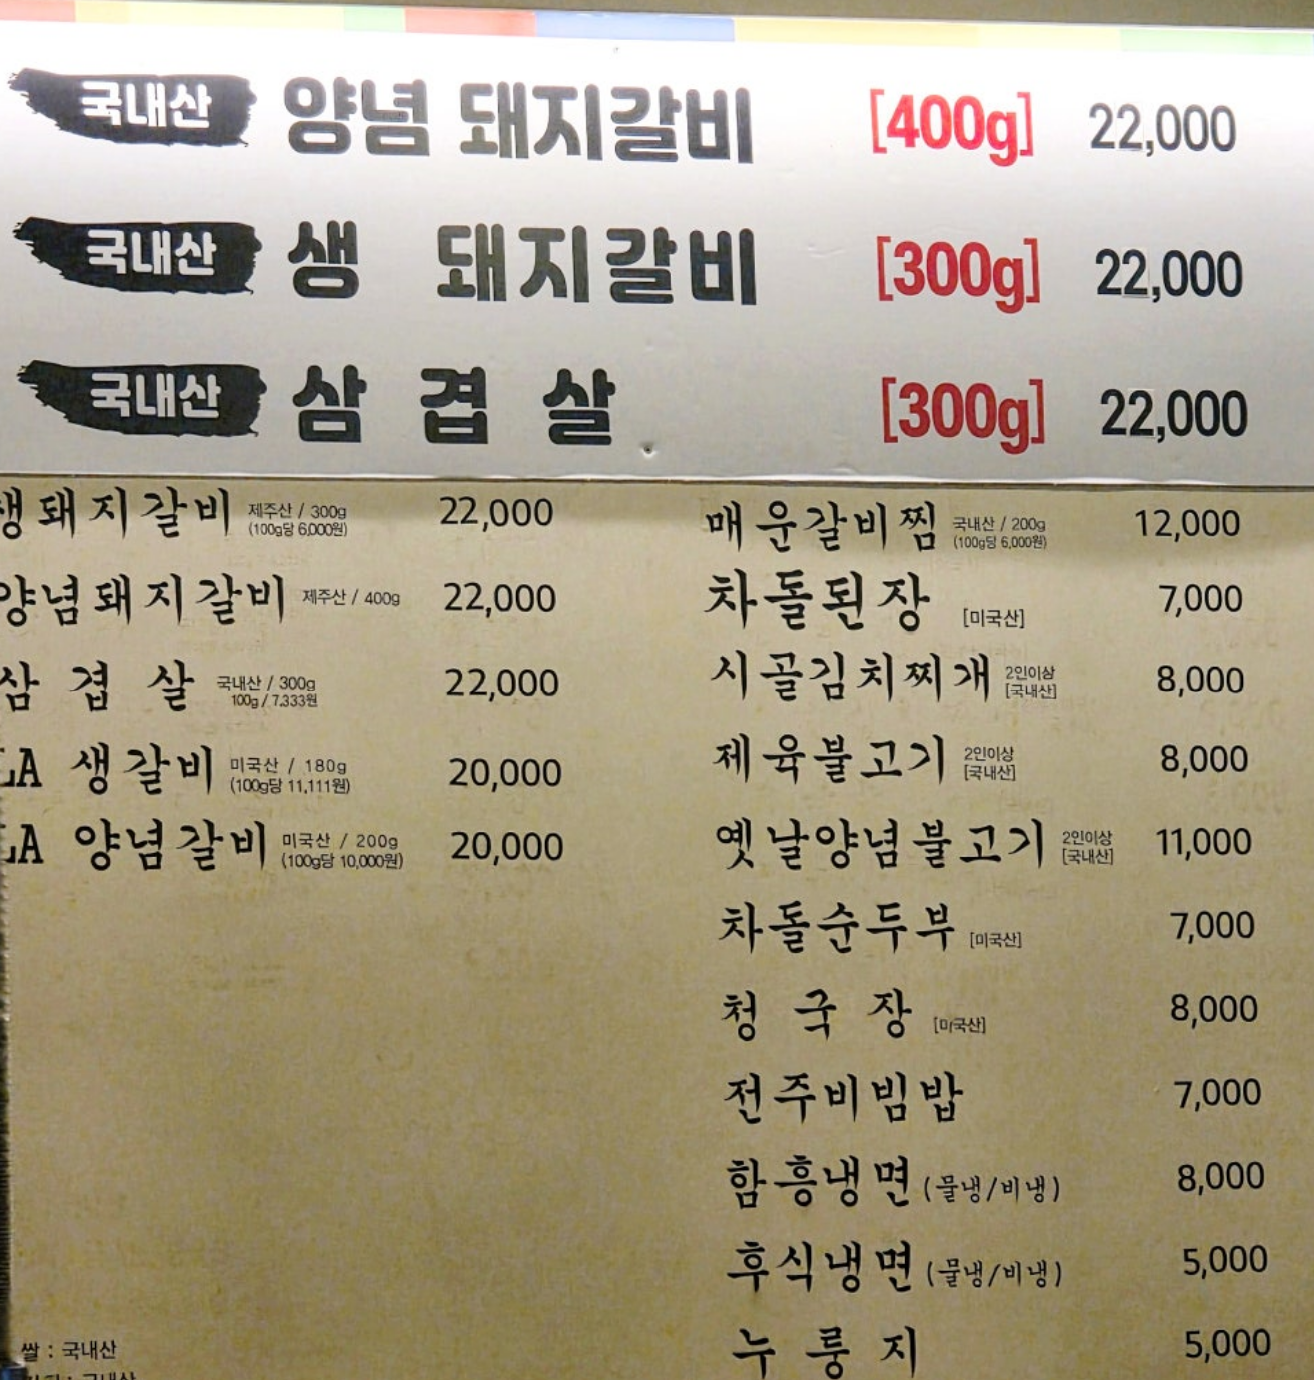 국내산 양념 돼지갈비 [400g] 22,000
국내산 생 돼지갈비 [300g] 22,000
국내산 삼 겹 살 [300g] 22,000
생돼지갈비 제주산 / 300g 22,000
(100g당 6,000원)
양념돼지갈비 제주산 / 400g 22,000
삼 겹 살 국내산 / 300g 22,000
100g / 7,333원
LA 생갈비 미국산 / 180g 20,000
(100g당 11,111원)
LA 양념갈비 미국산 / 200g 20,000
(100g당 10,000원)
쌀 : 국내산
매운갈비찜 국내산 / 200g 12,000
(100g당 6,000원)
차돌된장 [미국산] 7,000
시골김치찌개 2인이상 8,000
[국내산]
제육불고기 2인이상 8,000
[국내산]
옛날양념불고기 2인이상 11,000
[국내산]
차돌순두부 [미국산] 7,000
청 국 장 [미국산] 8,000
전주비빔밥 7,000
함흥냉면 (물냉/비냉) 8,000
후식냉면 (물냉/비냉) 5,000
누 룽 지 5,000